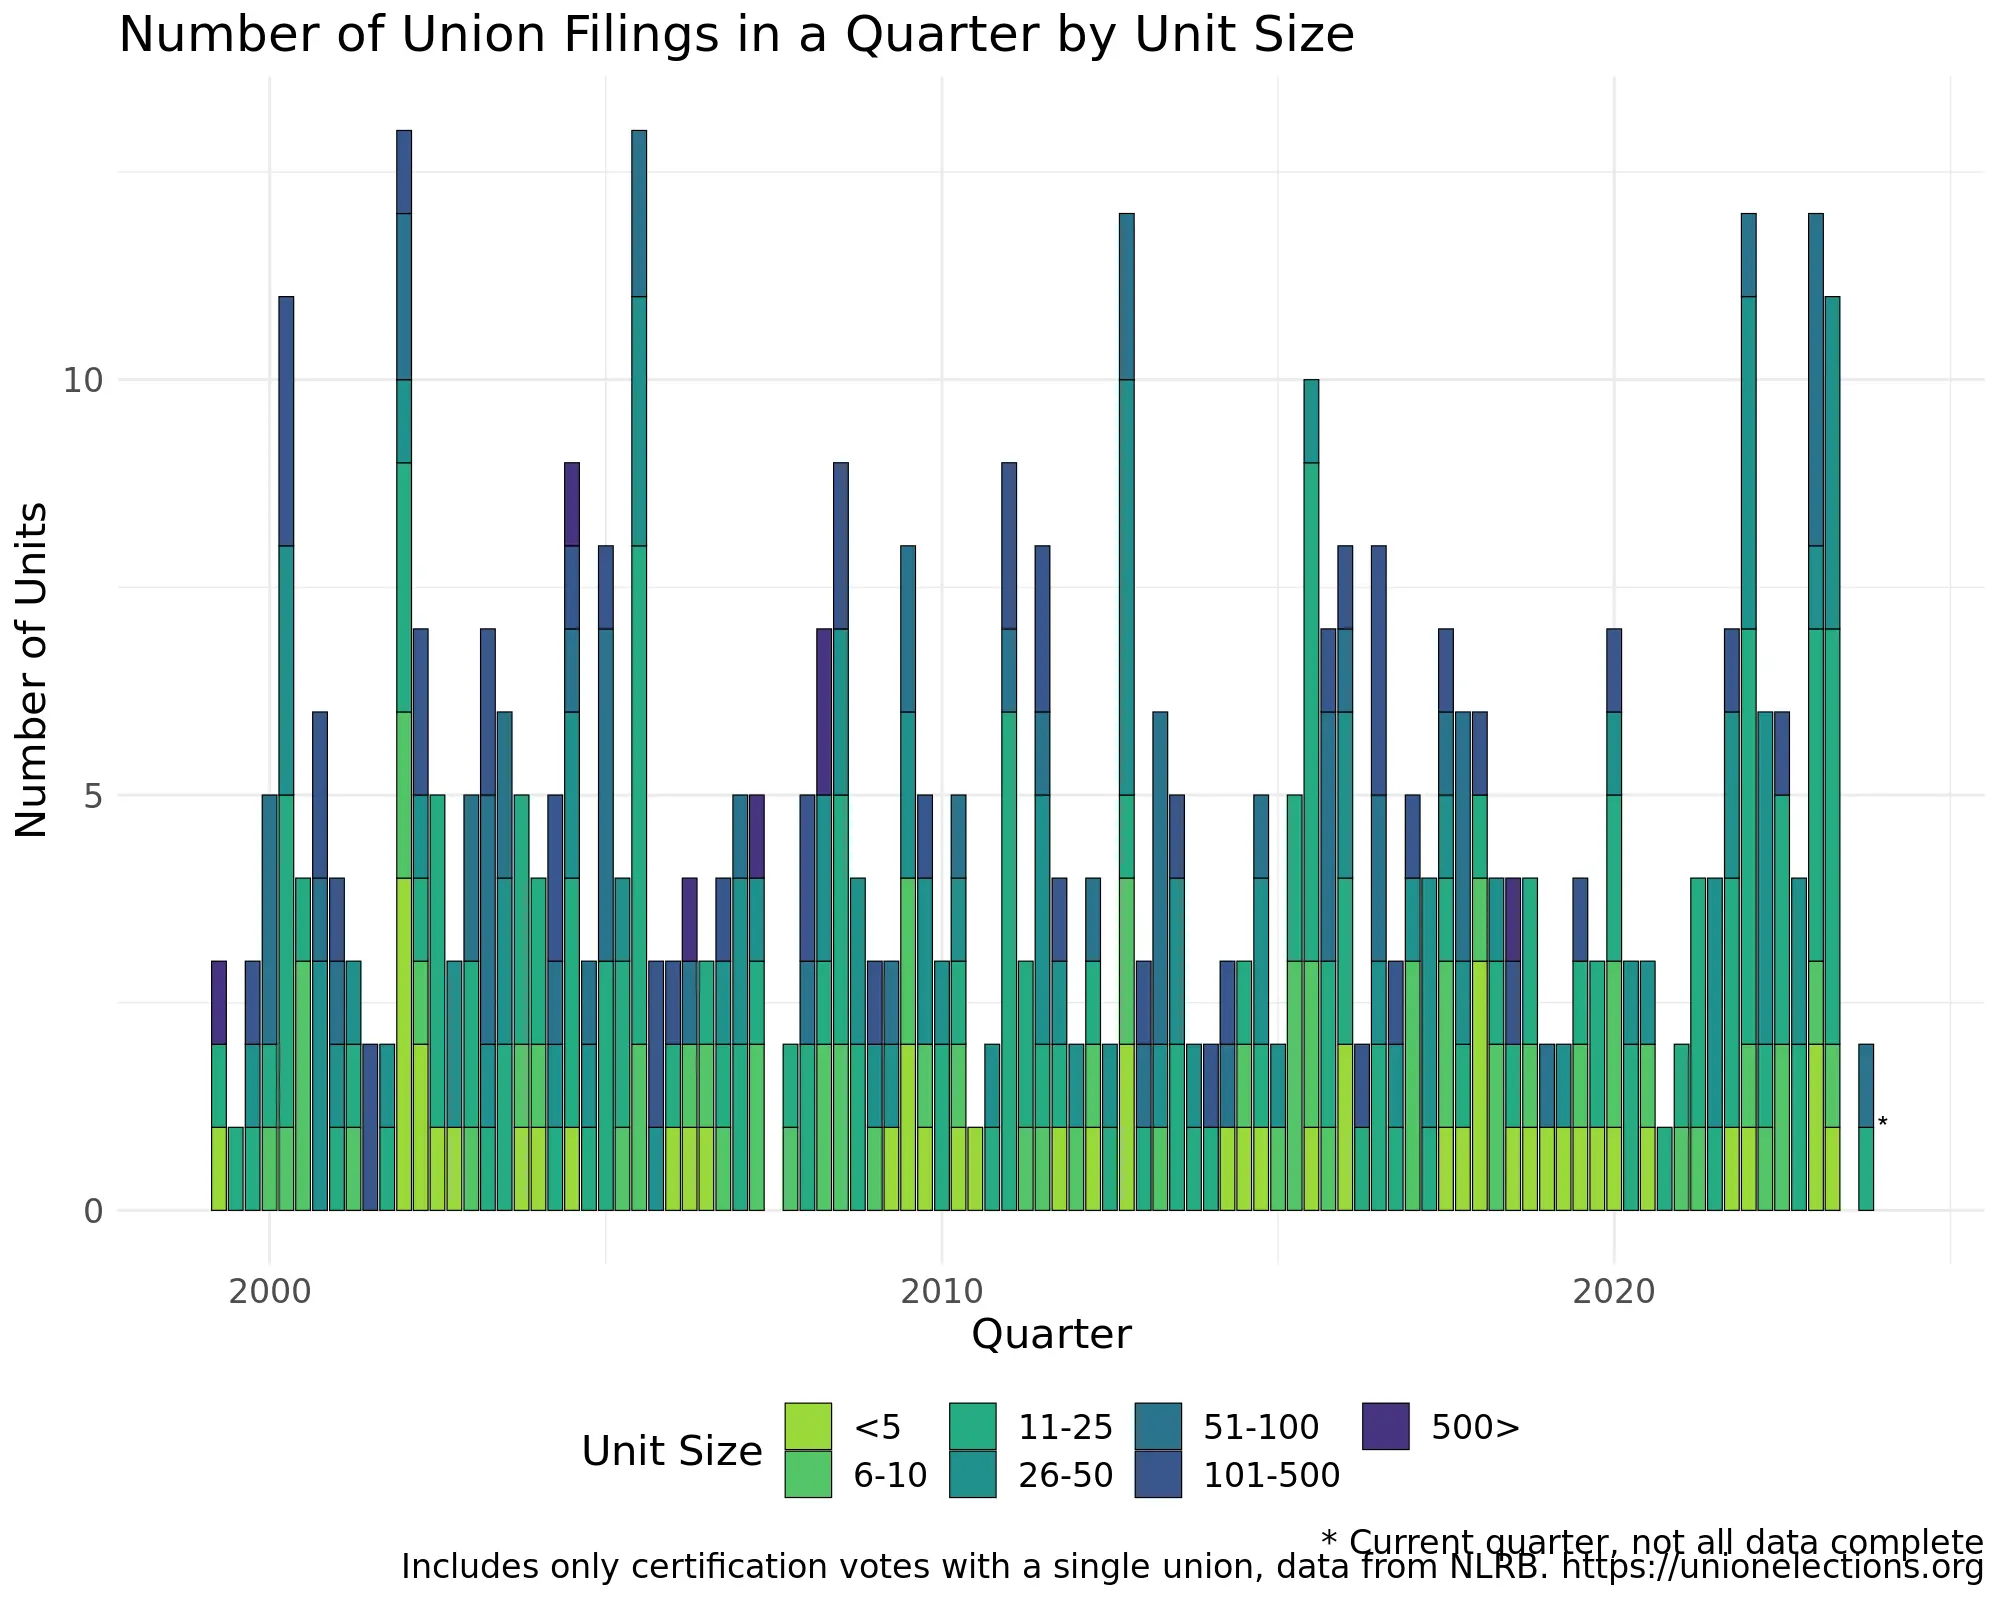 Number of Union Filings in a Quarter by Unit Size
Number of Units
10
5
0
*
2000
2010
2020
Quarter
Unit Size
<5
11-25
51-100
500>
6-10
26-50
101-500
* Current quarter, not all data complete
Includes only certification votes with a single union, data from NLRB. https://unionelections.org